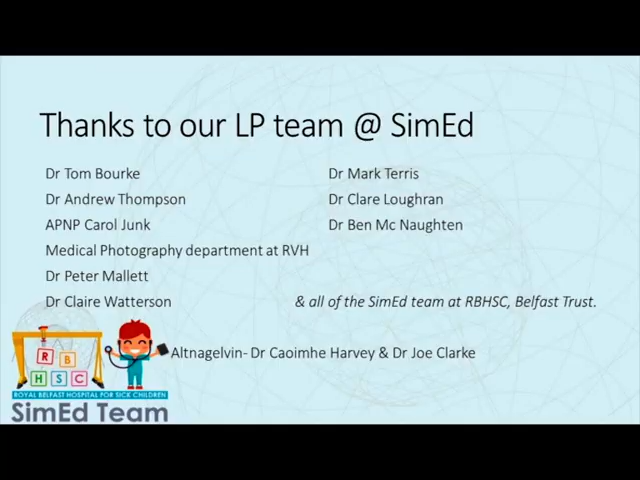 Thanks to our LP team @ SimEd
Dr Tom Bourke
Dr Andrew Thompson
APNP Carol Junk
Medical Photography department at RVH
Dr Peter Mallett
Dr Claire Watterson
Dr Mark Terris
Dr Clare Loughran
Dr Ben Mc Naughten
& all of the SimEd team at RBHSC, Belfast Trust.
Altnagelvin- Dr Caoimhe Harvey & Dr Joe Clarke
R B
H S C
ROYAL BELFAST HOSPITAL FOR SICK CHILDREN
SimEd Team